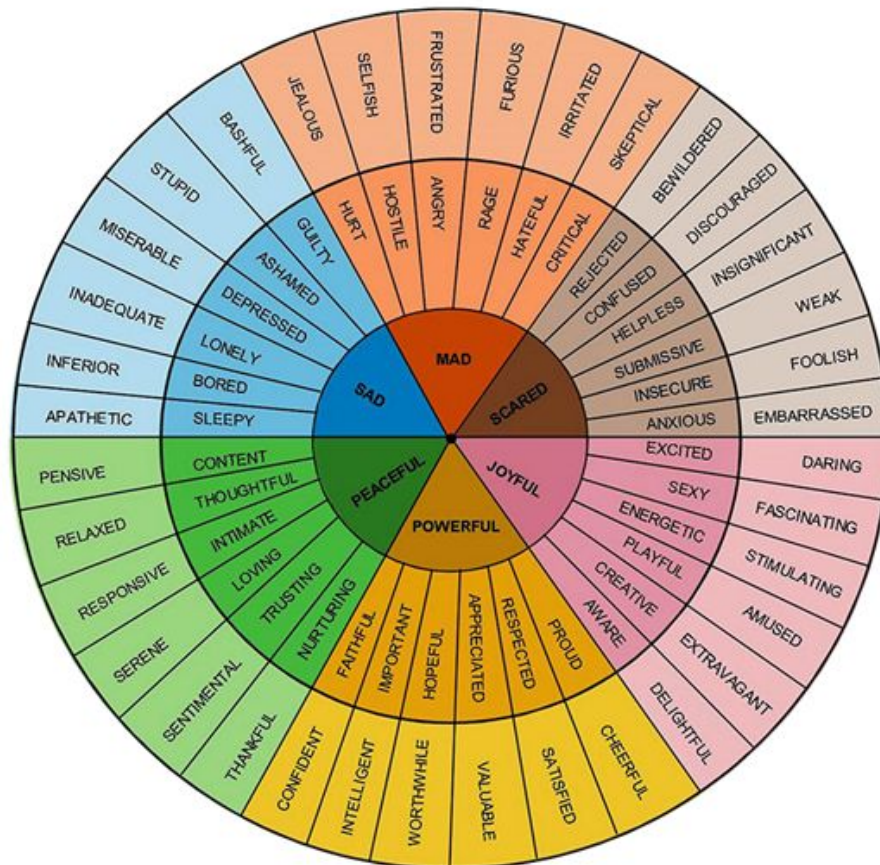 MAD
SCARED
JOYFUL
POWERFUL
PEACEFUL
SAD
HURT
HOSTILE
ANGRY
RAGE
HATEFUL
CRITICAL
REJECTED
CONFUSED
HELPLESS
SUBMISSIVE
INSECURE
ANXIOUS
EXCITED
SEXY
ENERGETIC
PLAYFUL
CREATIVE
AWARE
PROUD
RESPECTED
APPRECIATED
HOPEFUL
IMPORTANT
FAITHFUL
NURTURING
TRUSTING
LOVING
INTIMATE
THOUGHTFUL
CONTENT
SLEEPY
BORED
LONELY
DEPRESSED
ASHAMED
GUILTY
JEALOUS
SELFISH
FRUSTRATED
FURIOUS
IRRITATED
SKEPTICAL
BEWILDERED
DISCOURAGED
INSIGNIFICANT
WEAK
FOOLISH
EMBARRASSED
DARING
FASCINATING
STIMULATING
AMUSED
EXTRAVAGANT
DELIGHTFUL
CHEERFUL
SATISFIED
VALUABLE
WORTHWHILE
INTELLIGENT
CONFIDENT
THANKFUL
SENTIMENTAL
SERENE
RESPONSIVE
RELAXED
PENSIVE
APATHETIC
INFERIOR
INADEQUATE
MISERABLE
STUPID
BASHFUL